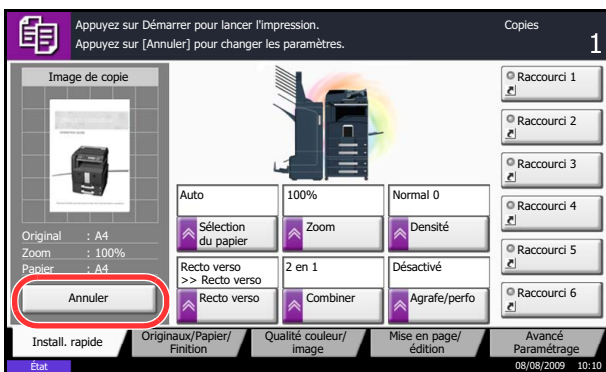 Appuyez sur Démarrer pour lancer l'impression.
Appuyez sur [Annuler] pour changer les paramètres.
Copies
1
Image de copie
Original : A4
Zoom : 100%
Papier : A4
Annuler
Auto
100%
Normal 0
Sélection
du papier
Zoom
Densité
Recto verso
>> Recto verso
2 en 1
Désactivé
Recto verso
Combiner
Agrafe/perfo
Raccourci 1
Raccourci 2
Raccourci 3
Raccourci 4
Raccourci 5
Raccourci 6
Install. rapide
Originaux/Papier/
Finition
Qualité couleur/
image
Mise en page/
édition
Avancé
Paramétrage
État
08/08/2009 10:10